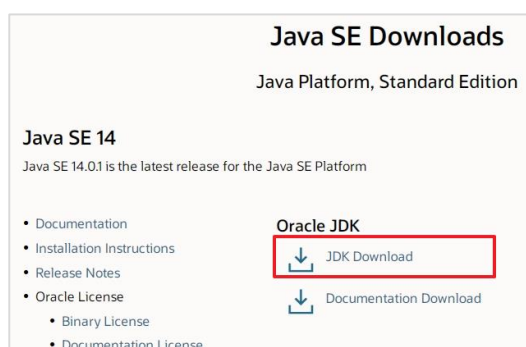 Java SE Downloads
Java Platform, Standard Edition
Java SE 14
Java SE 14.0.1 is the latest release for the Java SE Platform
• Documentation
• Installation Instructions
• Release Notes
• Oracle License
• Binary License
• Documentation License
Oracle JDK
JDK Download
Documentation Download